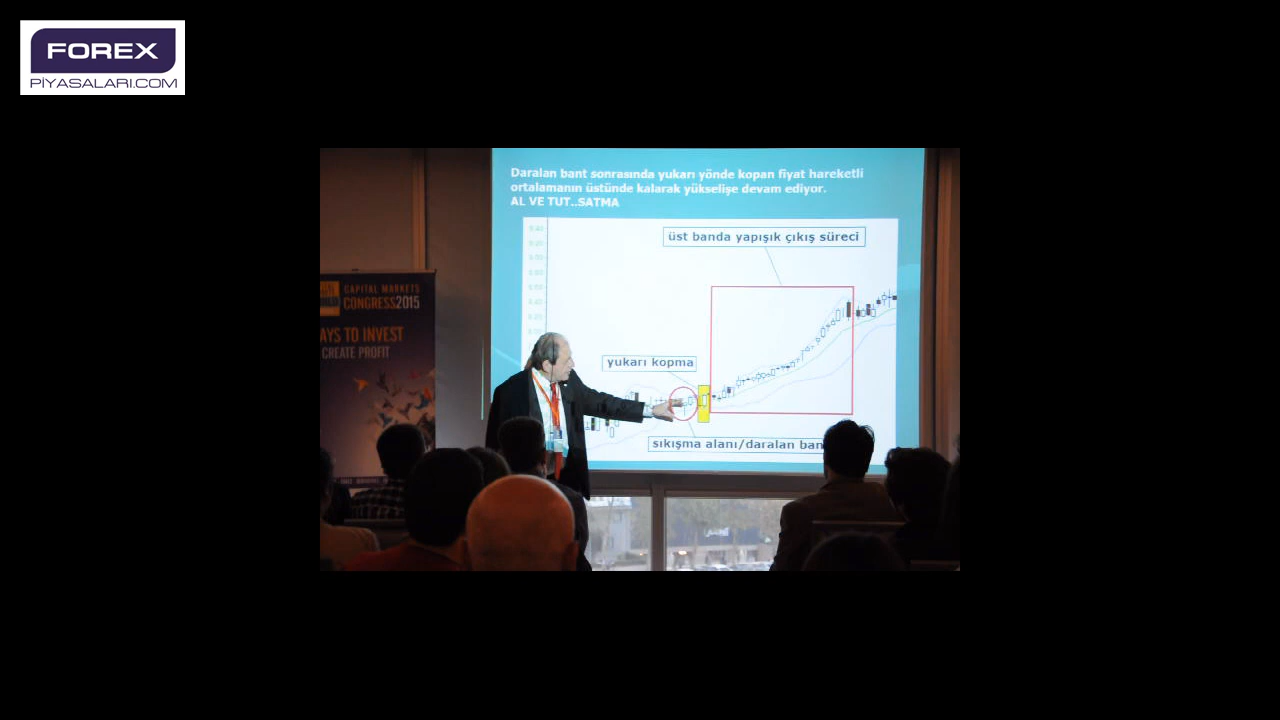 FOREX
PİYASALARI.COM
Daralan bant sonrasında yukarı yönde kopan fiyat hareketli
ortalamanın üstünde kalarak yükselişe devam ediyor.
AL VE TUT..SATMA
üst banda yapışık çıkış süreci
yukarı kopma
sıkışma alanı/daralan ban
CAPITAL MARKETS
CONGRESS2015
AYS TO INVEST
CREATE PROFIT